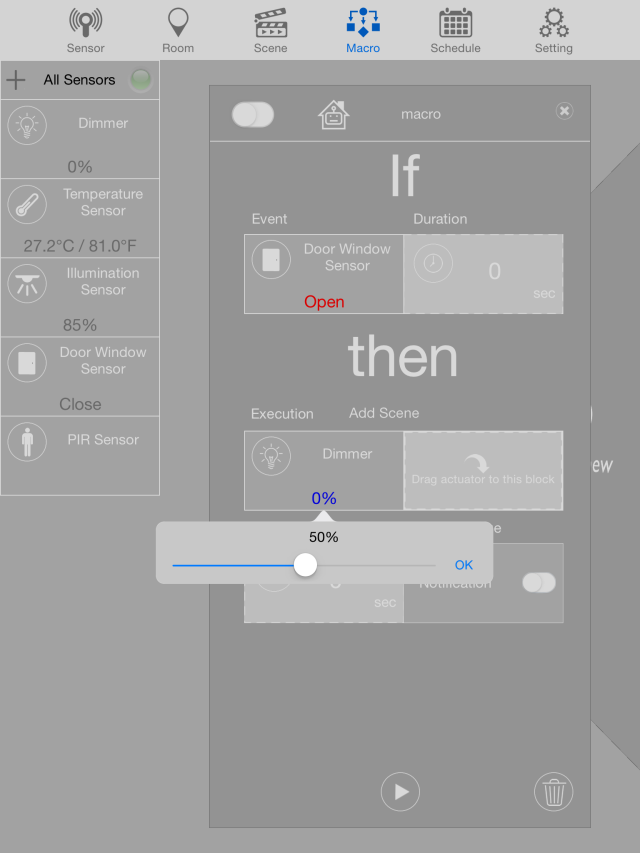 Sensor
Room
Scene
Macro
Schedule
Setting
All Sensors
Dimmer
0%
Temperature
Sensor
27.2°C / 81.0°F
Illumination
Sensor
85%
Door Window
Sensor
Close
PIR Sensor
macro
If
Event
Duration
Door Window
Sensor
Open
0
sec
then
Execution
Add Scene
Dimmer
0%
Drag actuator to this block
ew
50%
OK
sec
Notification